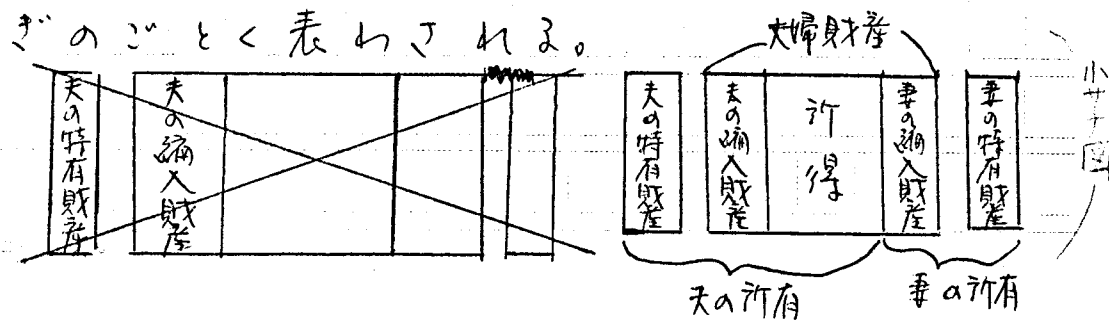 ぎのごとく表わされる。
夫の特有財産
夫の編入財産
夫婦財産
夫の特有財産
夫の編入財産
所得
妻の編入財産
妻の特有財産
夫の所有
妻の所有